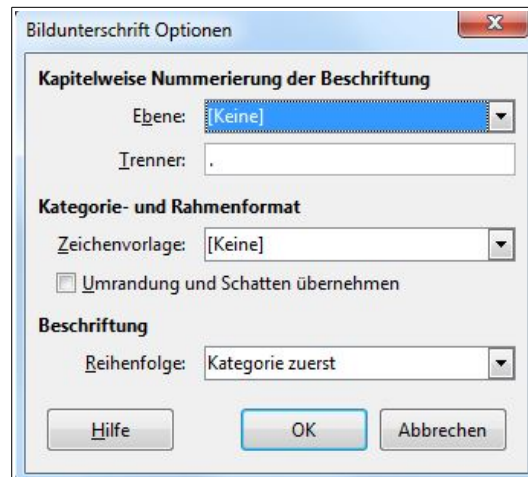 Bildunterschrift Optionen
Kapitelweise Nummerierung der Beschriftung
Ebene: [Keine]
Trenner: .
Kategorie- und Rahmenformat
Zeichenvorlage: [Keine]
Umrandung und Schatten übernehmen
Beschriftung
Reihenfolge: Kategorie zuerst
Hilfe OK Abbrechen